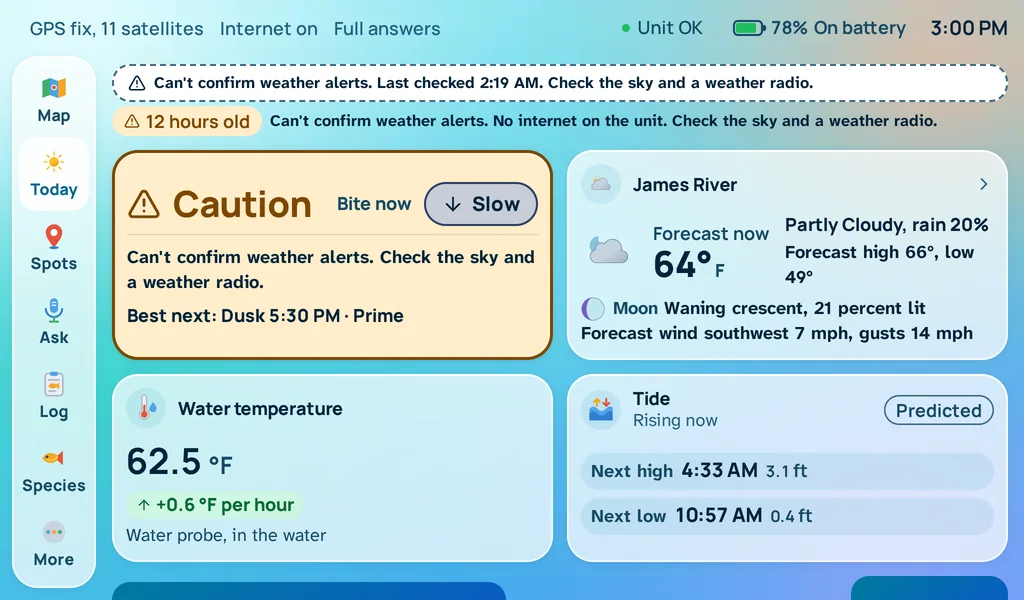 GPS fix, 11 satellites Internet on Full answers Unit OK 78% On battery 3:00 PM
Can't confirm weather alerts. Last checked 2:19 AM. Check the sky and a weather radio.
12 hours old Can't confirm weather alerts. No internet on the unit. Check the sky and a weather radio.
Map
Today
Spots
Ask
Log
Species
More
Caution Bite now Slow
Can't confirm weather alerts. Check the sky and
a weather radio.
Best next: Dusk 5:30 PM · Prime
James River
Forecast now
64° F
Partly Cloudy, rain 20%
Forecast high 66°, low
49°
Moon Waning crescent, 21 percent lit
Forecast wind southwest 7 mph, gusts 14 mph
Water temperature
62.5 °F
↑ +0.6 °F per hour
Water probe, in the water
Tide
Rising now
Predicted
Next high 4:33 AM 3.1 ft
Next low 10:57 AM 0.4 ft